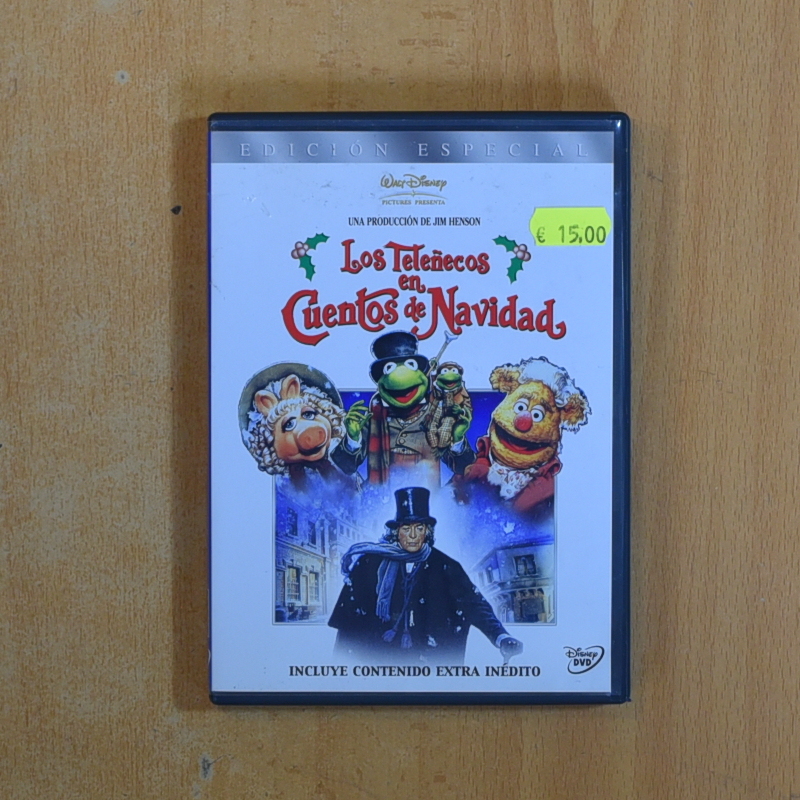 EDICIÓN ESPECIAL
WALT DISNEY
PICTURES PRESENTA
UNA PRODUCCIÓN DE JIM HENSON
€ 15,00
Los Teleñecos
en
Cuentos de Navidad
INCLUYE CONTENIDO EXTRA INÉDITO
Disney
DVD